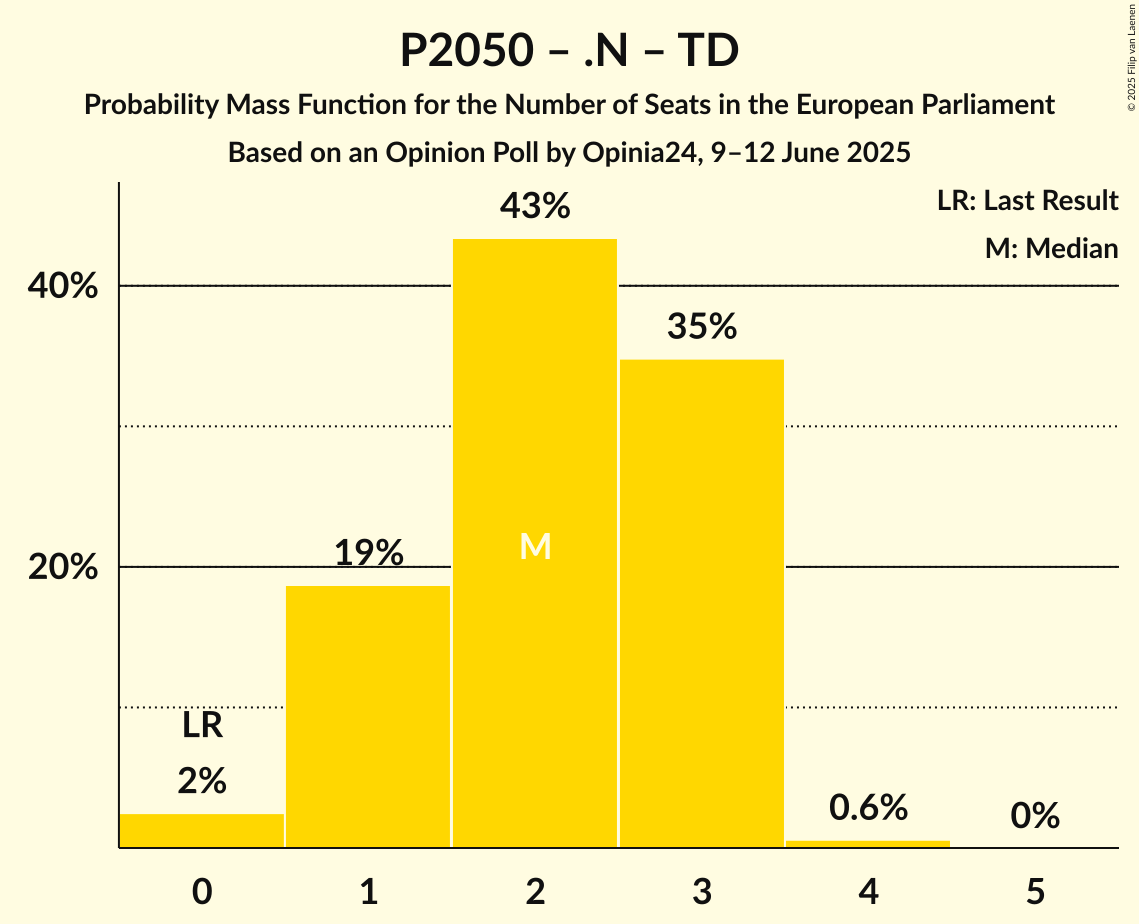 P2050 – .N – TD
Probability Mass Function for the Number of Seats in the European Parliament
Based on an Opinion Poll by Opinia24, 9–12 June 2025
© 2025 Filip van Laenen
LR: Last Result
M: Median
43%
40%
35%
19%
20%
M
LR
2%
0.6%
0%
0 1 2 3 4 5